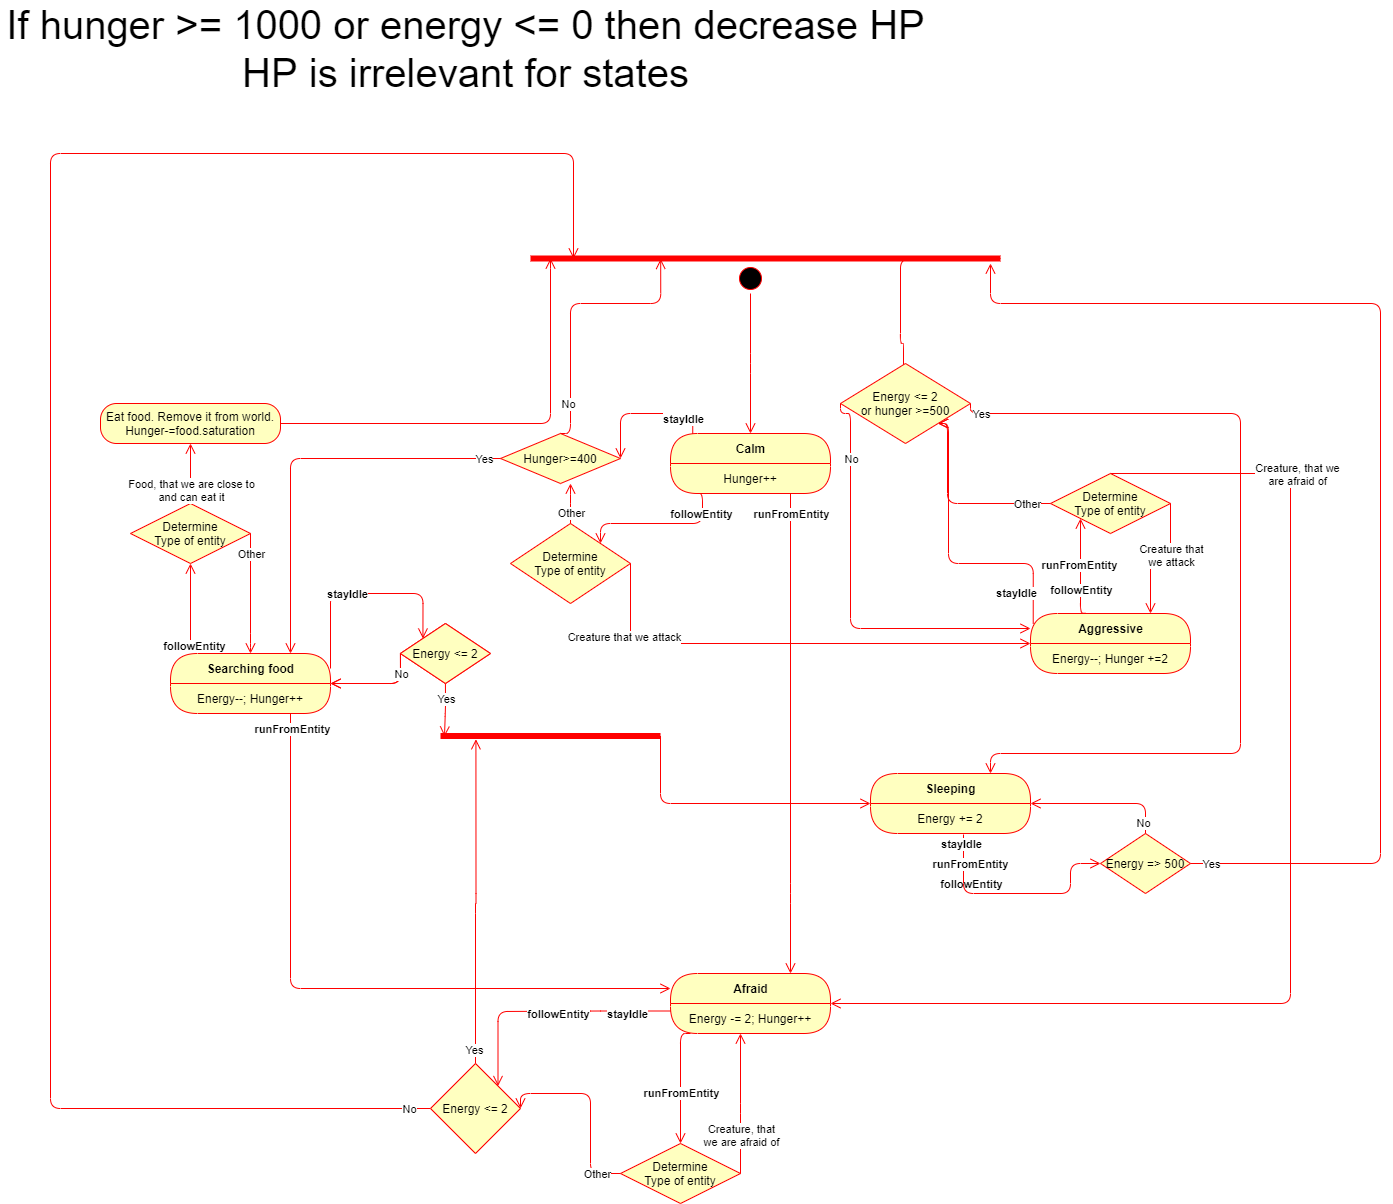 If hunger >= 1000 or energy <= 0 then decrease HP
HP is irrelevant for states
Energy <= 2
or hunger >=500
Yes
No
Eat food. Remove it from world.
Hunger-=food.saturation
No
stayIdle
Hunger>=400
Yes
Calm
Hunger++
Food, that we are close to
and can eat it
Determine
Type of entity
Other
followEntity
Other
followEntity
runFromEntity
Determine
Type of entity
Creature that we attack
Creature, that we
are afraid of
Determine
Type of entity
Other
Creature that
we attack
runFromEntity
followEntity
stayIdle
Aggressive
Energy--; Hunger +=2
stayIdle
Energy <= 2
No
Yes
Searching food
Energy--; Hunger++
runFromEntity
Sleeping
Energy += 2
stayIdle
runFromEntity
followEntity
No
Energy => 500
Yes
Afraid
Energy -= 2; Hunger++
followEntity
stayIdle
Yes
Energy <= 2
No
runFromEntity
Creature, that
we are afraid of
Other
Determine
Type of entity